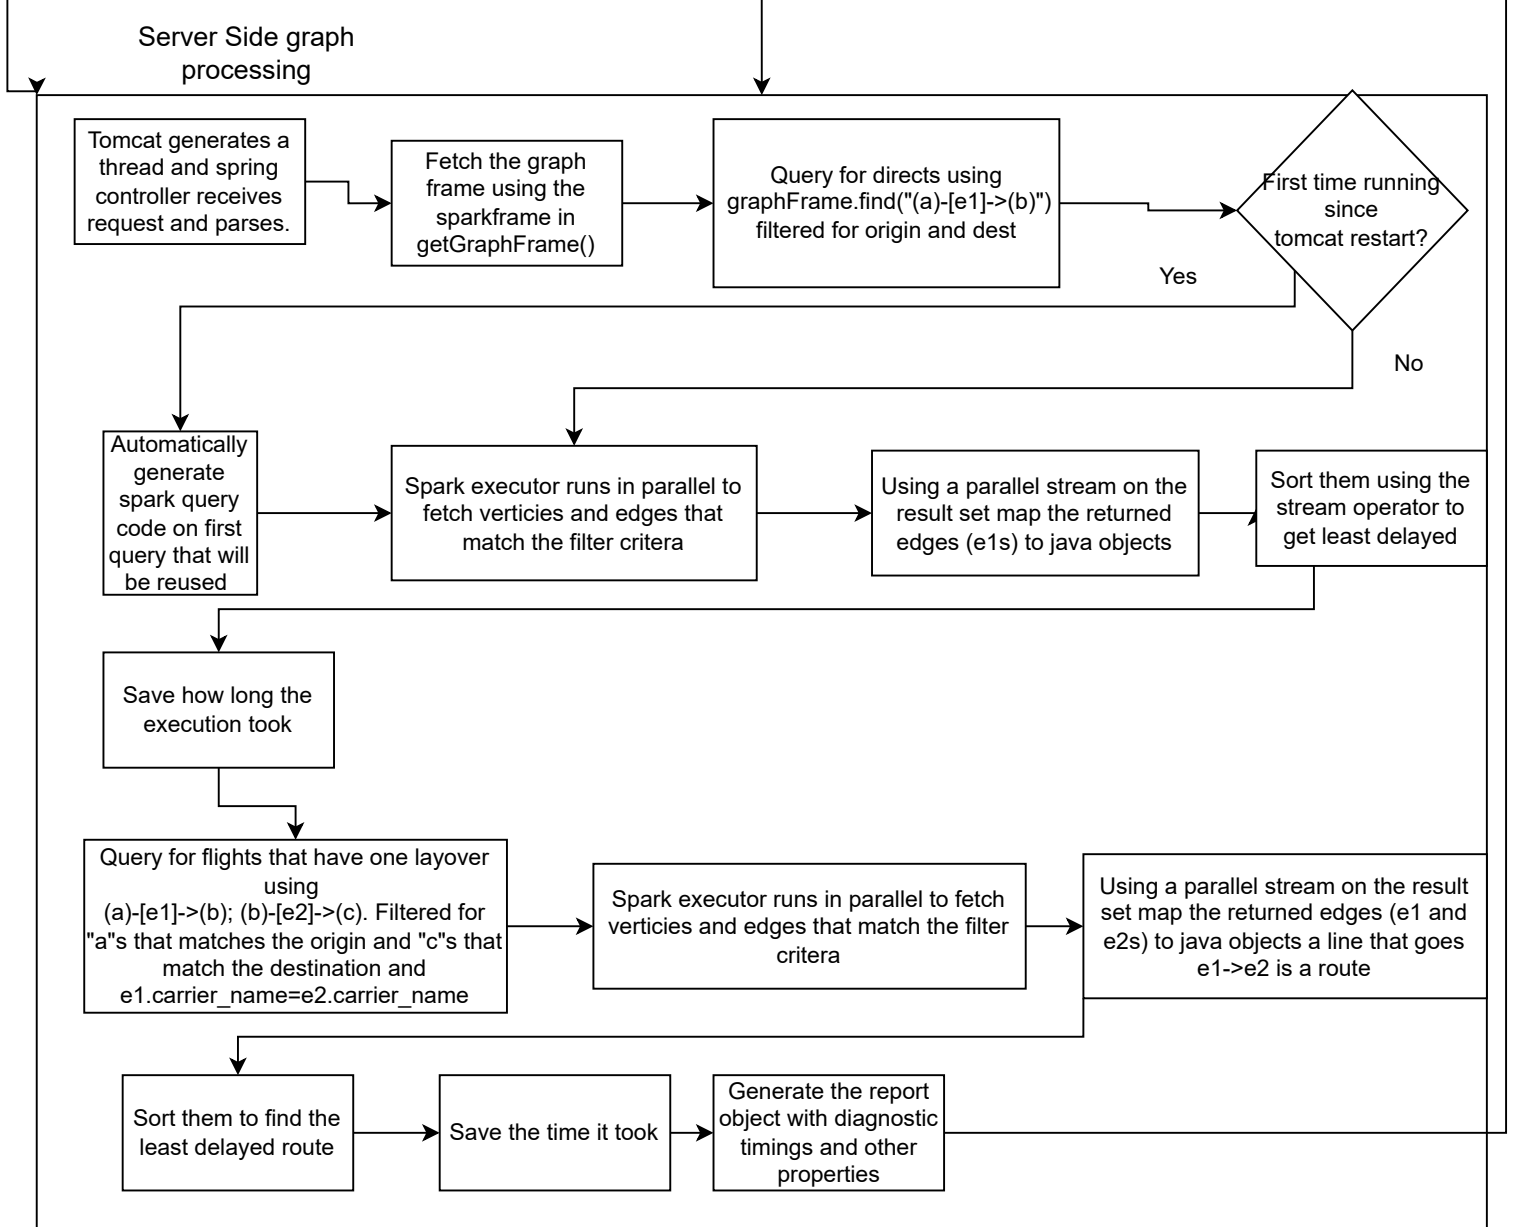 Server Side graph
processing
Tomcat generates a
thread and spring
controller receives
request and parses.
Fetch the graph
frame using the
sparkframe in
getGraphFrame()
Query for directs using
graphFrame.find("(a)-[e1]->(b)")
filtered for origin and dest
First time running
since
tomcat restart?
Yes
No
Automatically
generate
spark query
code on first
query that will
be reused
Spark executor runs in parallel to
fetch verticies and edges that
match the filter critera
Using a parallel stream on the
result set map the returned
edges (e1s) to java objects
Sort them using the
stream operator to
get least delayed
Save how long the
execution took
Query for flights that have one layover
using
(a)-[e1]->(b); (b)-[e2]->(c). Filtered for
"a"s that matches the origin and "c"s that
match the destination and
e1.carrier_name=e2.carrier_name
Spark executor runs in parallel to fetch
verticies and edges that match the filter
critera
Using a parallel stream on the result
set map the returned edges (e1 and
e2s) to java objects a line that goes
e1->e2 is a route
Sort them to find the
least delayed route
Save the time it took
Generate the report
object with diagnostic
timings and other
properties